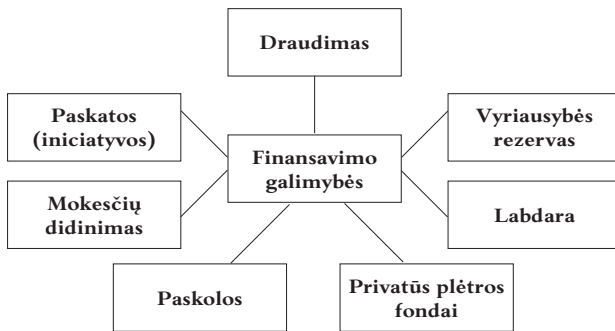 Draudimas
Paskatos
(iniciatyvos)
Vyriausybės
rezervas
Finansavimo
galimybės
Mokesčių
didinimas
Labdara
Paskolos
Privatūs plėtros
fondai